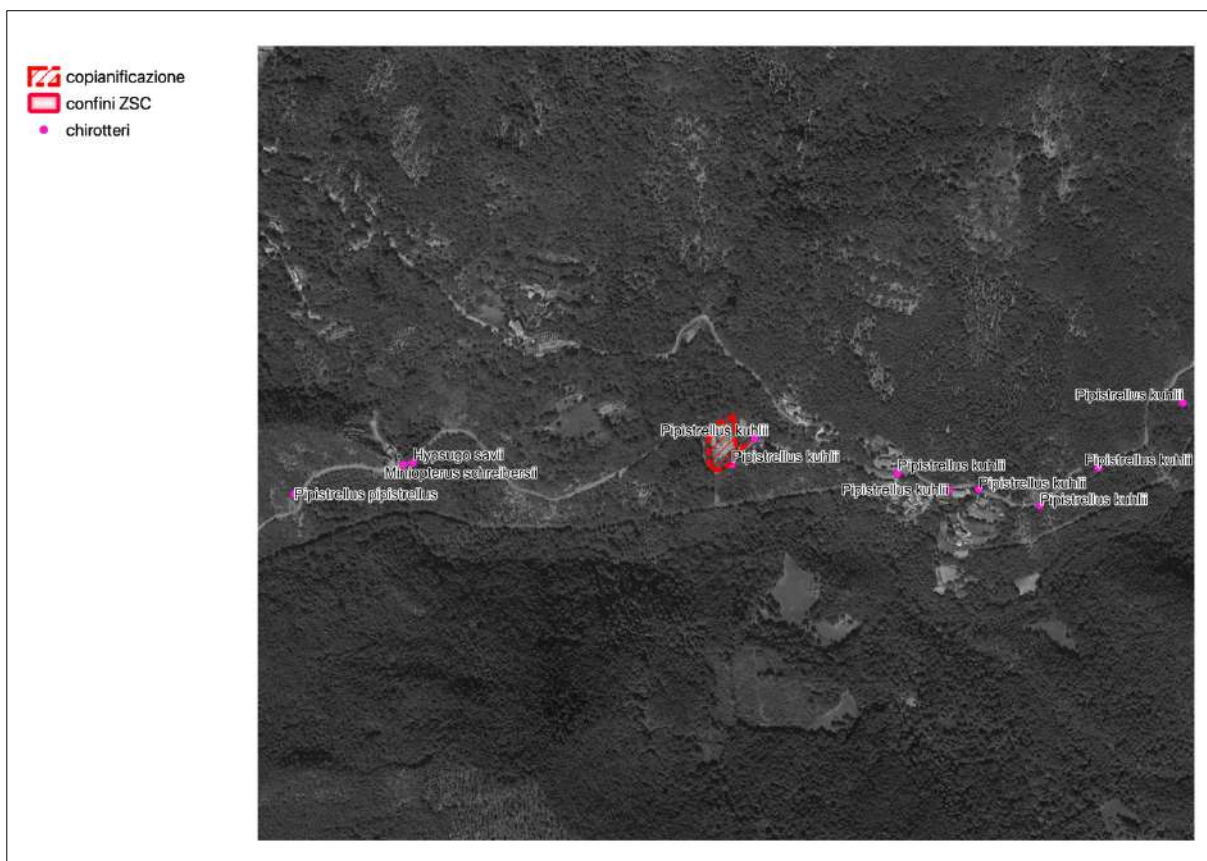 copianificazione
confini ZSC
chirotteri
Pipistrellus kuhlii
Pipistrellus kuhlii
Hypsugo savii
Pipistrellus kuhlii
Pipistrellus kuhlii
Pipistrellus kuhlii
Miniopterus schreibersii
Pipistrellus kuhlii
Pipistrellus kuhlii
Pipistrellus pipistrellus
Pipistrellus kuhlii